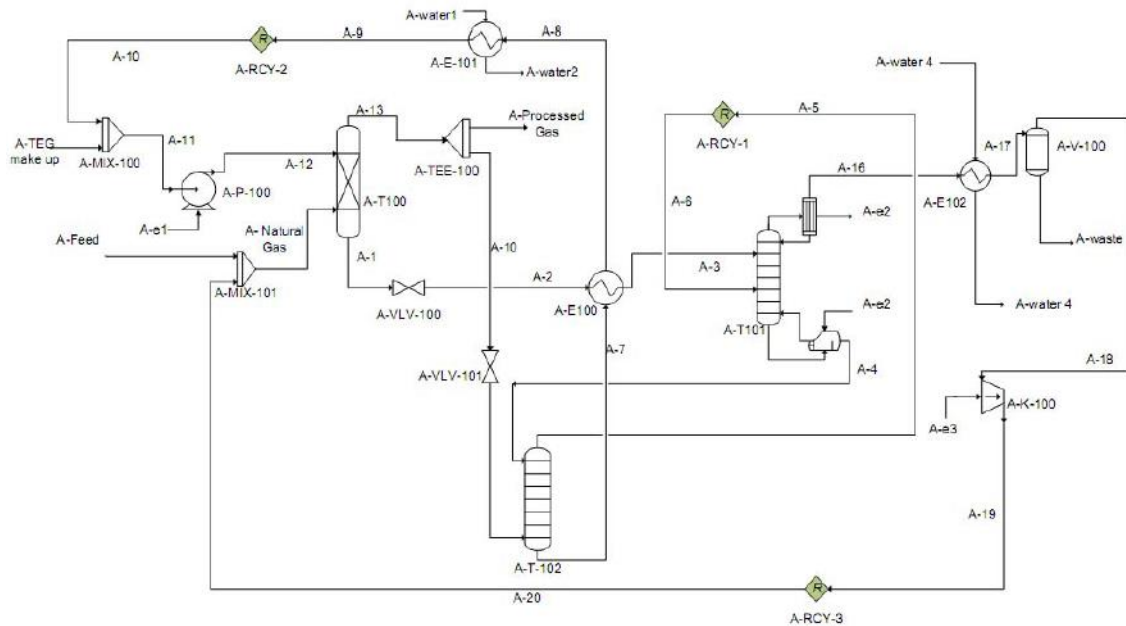 A-water1
A-10
A-9
A-8
A-RCY-2
A-E-101
A-water2
A-water 4
A-13
A-Processed
Gas
A-5
A-TEG
make up
A-MIX-100
A-11
A-12
A-TEE-100
A-RCY-1
A-17
A-V-100
A-P-100
A-T100
A-16
A-E102
A-e1
A-6
A-e2
A-Feed
A- Natural
Gas
A-10
A-waste
A-1
A-2
A-3
A-MIX-101
A-VLV-100
A-E100
A-e2
A-water 4
A-T101
A-7
A-VLV-101
A-4
A-18
A-K-100
A-e3
A-19
A-T-102
A-20
A-RCY-3
R
R
R